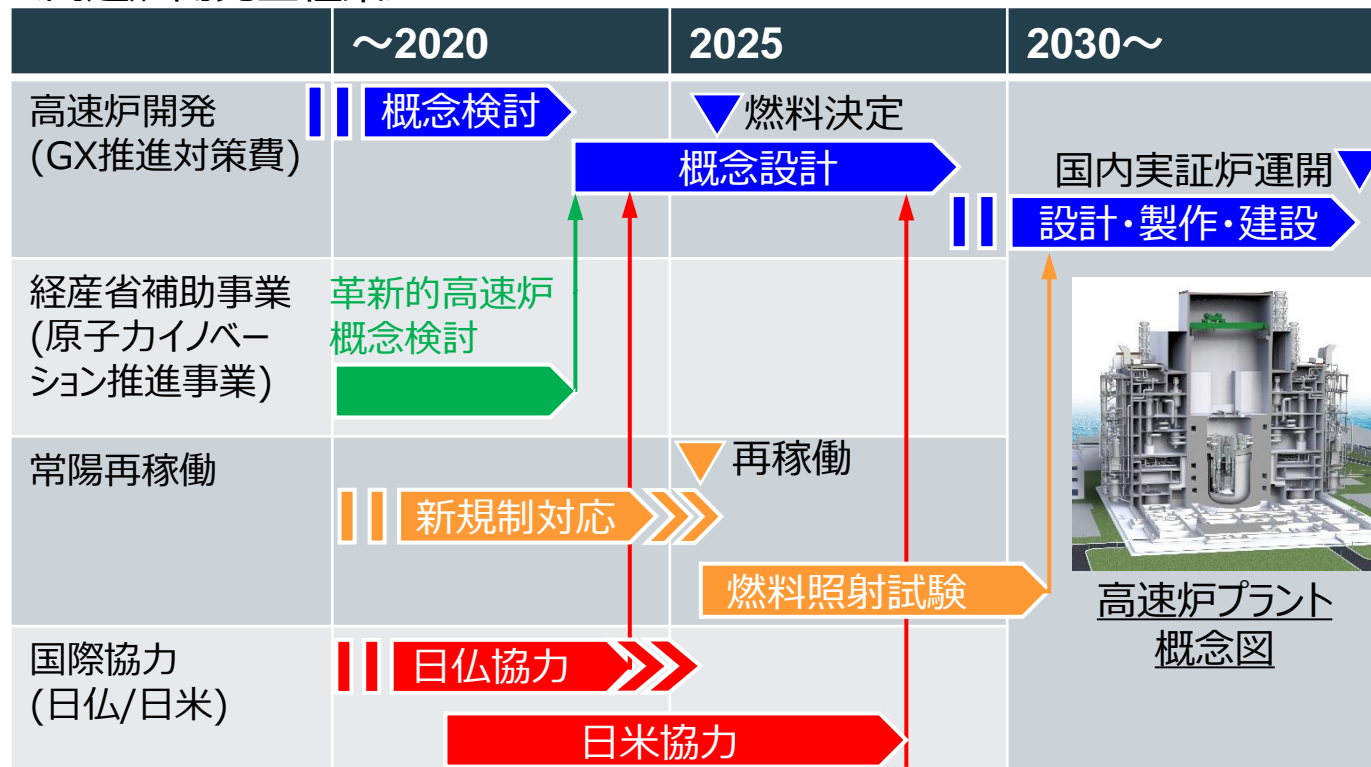 ～2020
2025
2030～
高速炉開発
(GX推進対策費)
概念検討
燃料決定
概念設計
国内実証炉運開
設計・製作・建設
経産省補助事業
(原子力イノベー
ション推進事業)
革新的高速炉
概念検討
常陽再稼働
再稼働
新規制対応
燃料照射試験
高速炉プラント
概念図
国際協力
(日仏/日米)
日仏協力
日米協力